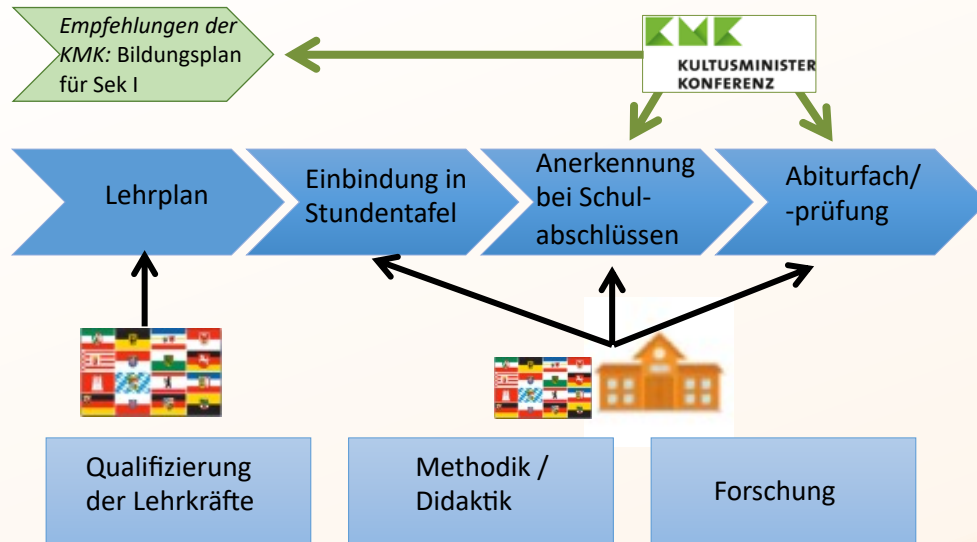 Empfehlungen der
KMK: Bildungsplan
für Sek I
KMK
KULTUSMINISTER
KONFERENZ
Lehrplan
Einbindung in
Stundentafel
Anerkennung
bei Schul-
abschlüssen
Abiturfach/
-prüfung
Qualifizierung
der Lehrkräfte
Methodik /
Didaktik
Forschung